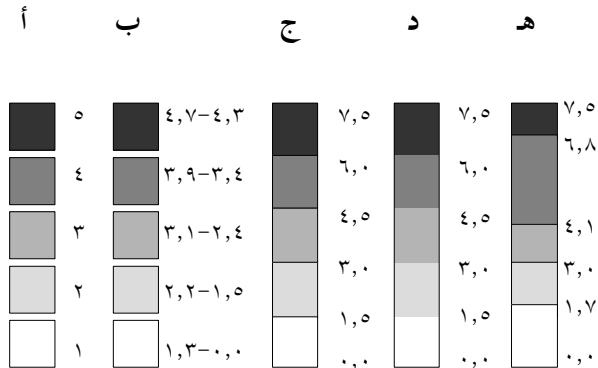 أ ب ج د هـ
٥ ٤,٧-٤,٣ ٧,٥ ٧,٥ ٧,٥
٦,٨
٤ ٣,٩-٣,٤ ٦,٠ ٦,٠
٣ ٣,١-٢,٤ ٤,٥ ٤,٥ ٤,١
٢ ٢,٢-١,٥ ٣,٠ ٣,٠ ٣,٠
١,٥ ١,٥ ١,٧
١ ١,٣-٠,٠ ٠,٠ ٠,٠ ٠,٠